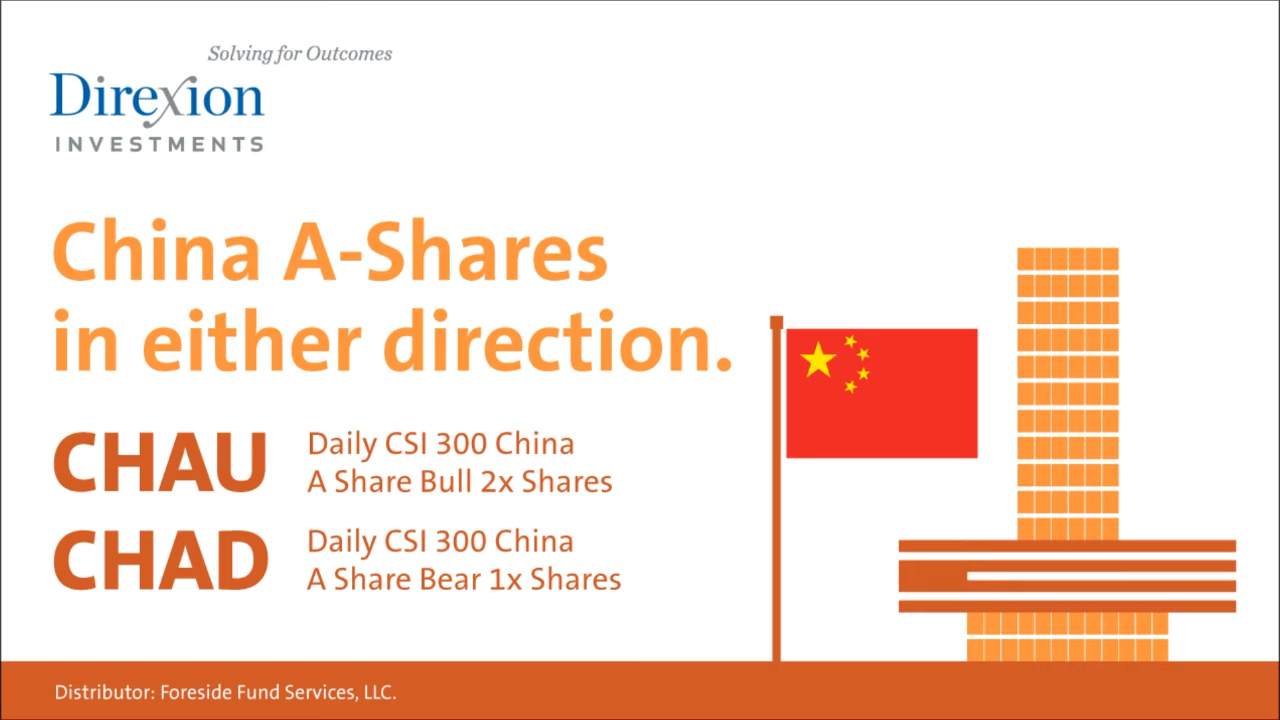 Solving for Outcomes
Direxion
INVESTMENTS
China A-Shares
in either direction.
CHAU
Daily CSI 300 China
A Share Bull 2x Shares
CHAD
Daily CSI 300 China
A Share Bear 1x Shares
Distributor: Foreside Fund Services, LLC.